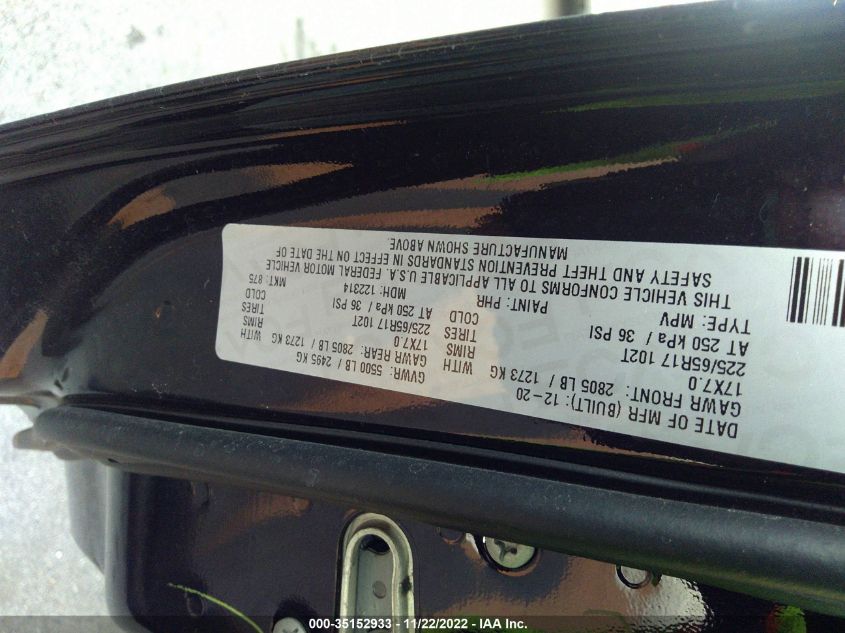 DATE OF MFR (BUILT): 12-20 GVWR: 5500 LB / 2495 KG
GAWR FRONT: 2805 LB / 1273 KG WITH GAWR REAR: 2805 LB / 1273 KG WITH
17X7.0 RIMS 17X7.0 RIMS
225/65R17 102T TIRES 225/65R17 102T TIRES
AT 250 kPa / 36 PSI COLD AT 250 kPa / 36 PSI COLD
TYPE: MPV PAINT: PHR MDH: 122314 MKT: 875
THIS VEHICLE CONFORMS TO ALL APPLICABLE U.S.A. FEDERAL MOTOR VEHICLE
SAFETY AND THEFT PREVENTION STANDARDS IN EFFECT ON THE DATE OF
MANUFACTURE SHOWN ABOVE.
000-35152933 - 11/22/2022 - IAA Inc.